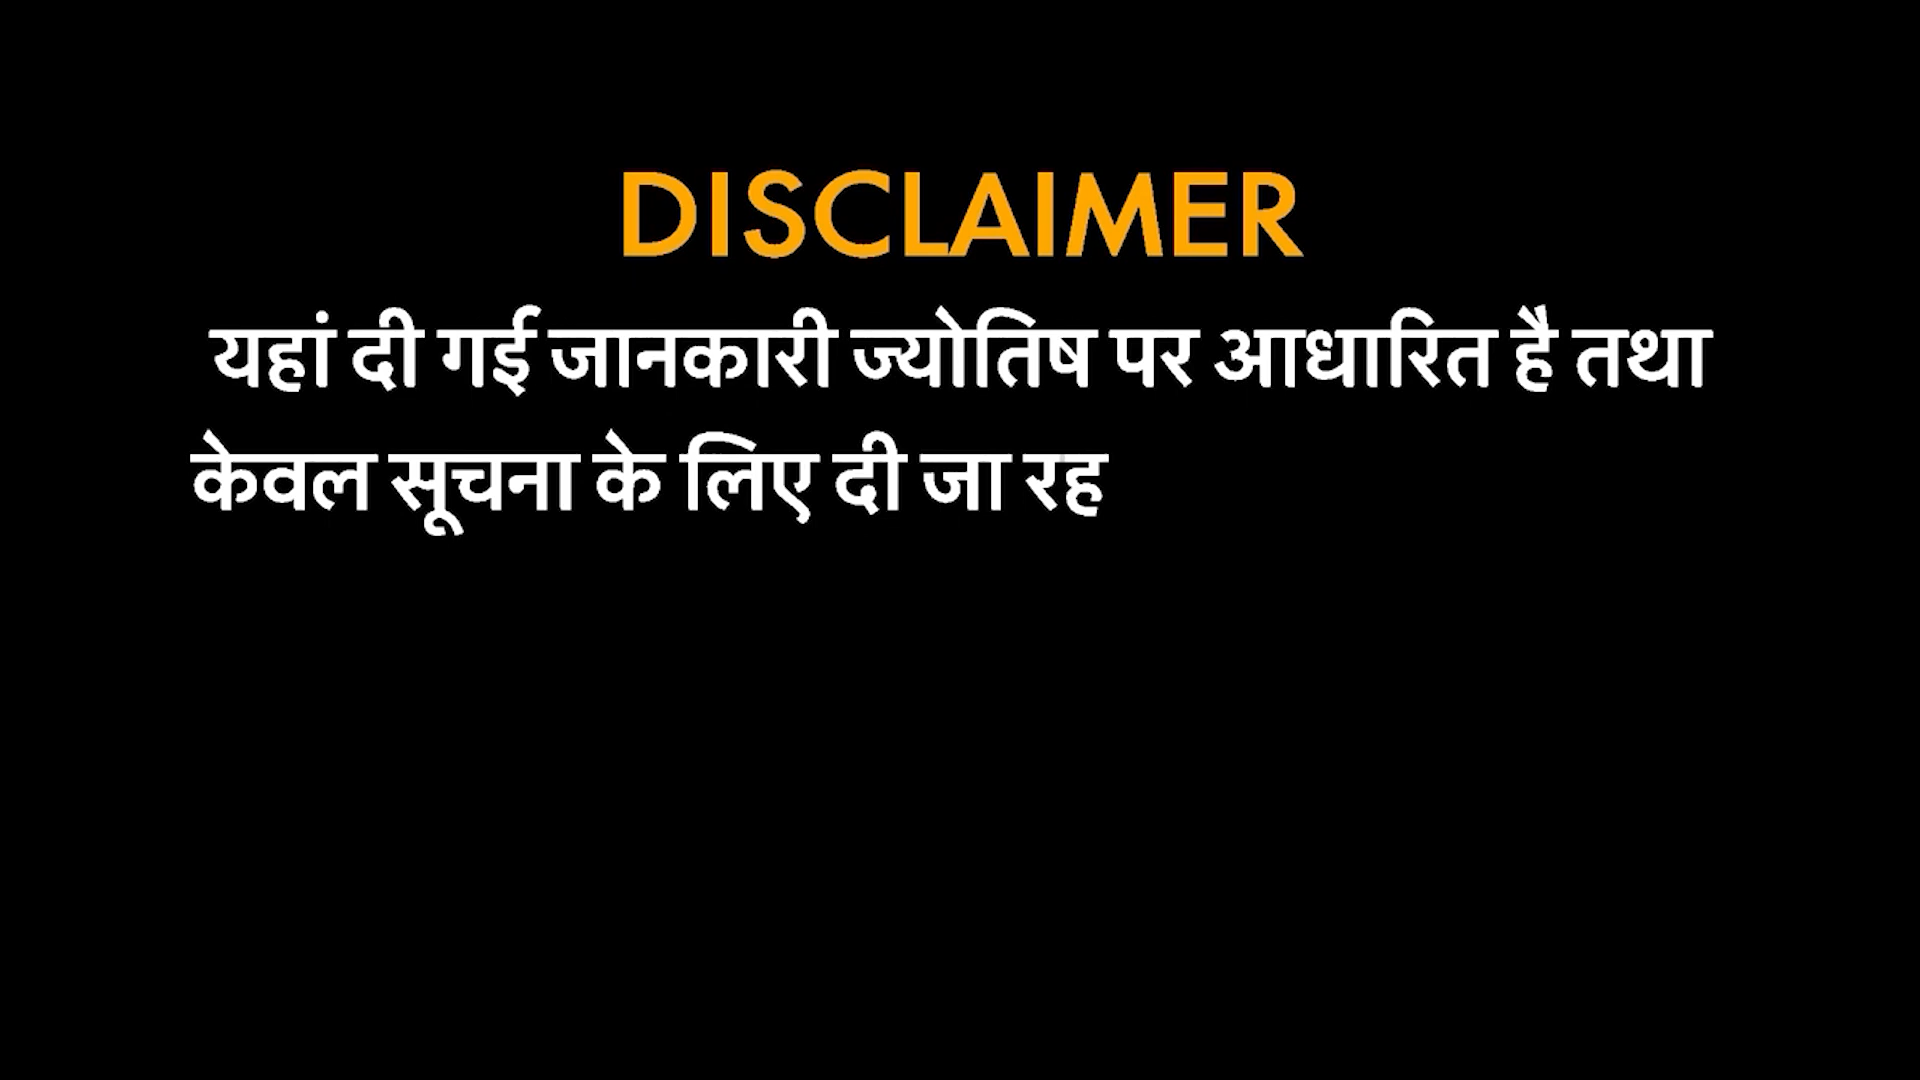 DISCLAIMER
यहां दी गई जानकारी ज्योतिष पर आधारित है तथा
केवल सूचना के लिए दी जा रह